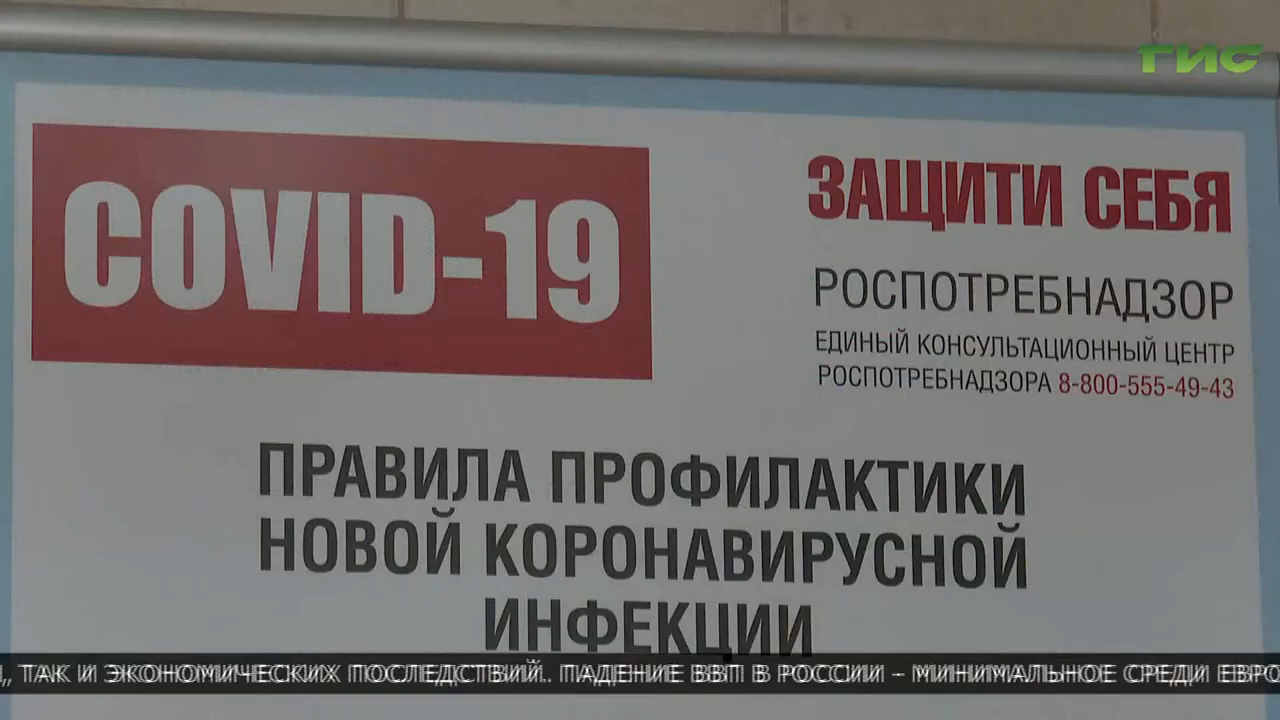 ГИС
COVID-19
ЗАЩИТИ СЕБЯ
РОСПОТРЕБНАДЗОР
ЕДИНЫЙ КОНСУЛЬТАЦИОННЫЙ ЦЕНТР
РОСПОТРЕБНАДЗОРА 8-800-555-49-43
ПРАВИЛА ПРОФИЛАКТИКИ
НОВОЙ КОРОНАВИРУСНОЙ
ИНФЕКЦИИ
, ТАК И ЭКОНОМИЧЕСКИХ ПОСЛЕДСТВИЙ.. ПАДЕНИЕ ВВП В РОССИИ – МИНИМАЛЬНОЕ СРЕДИ